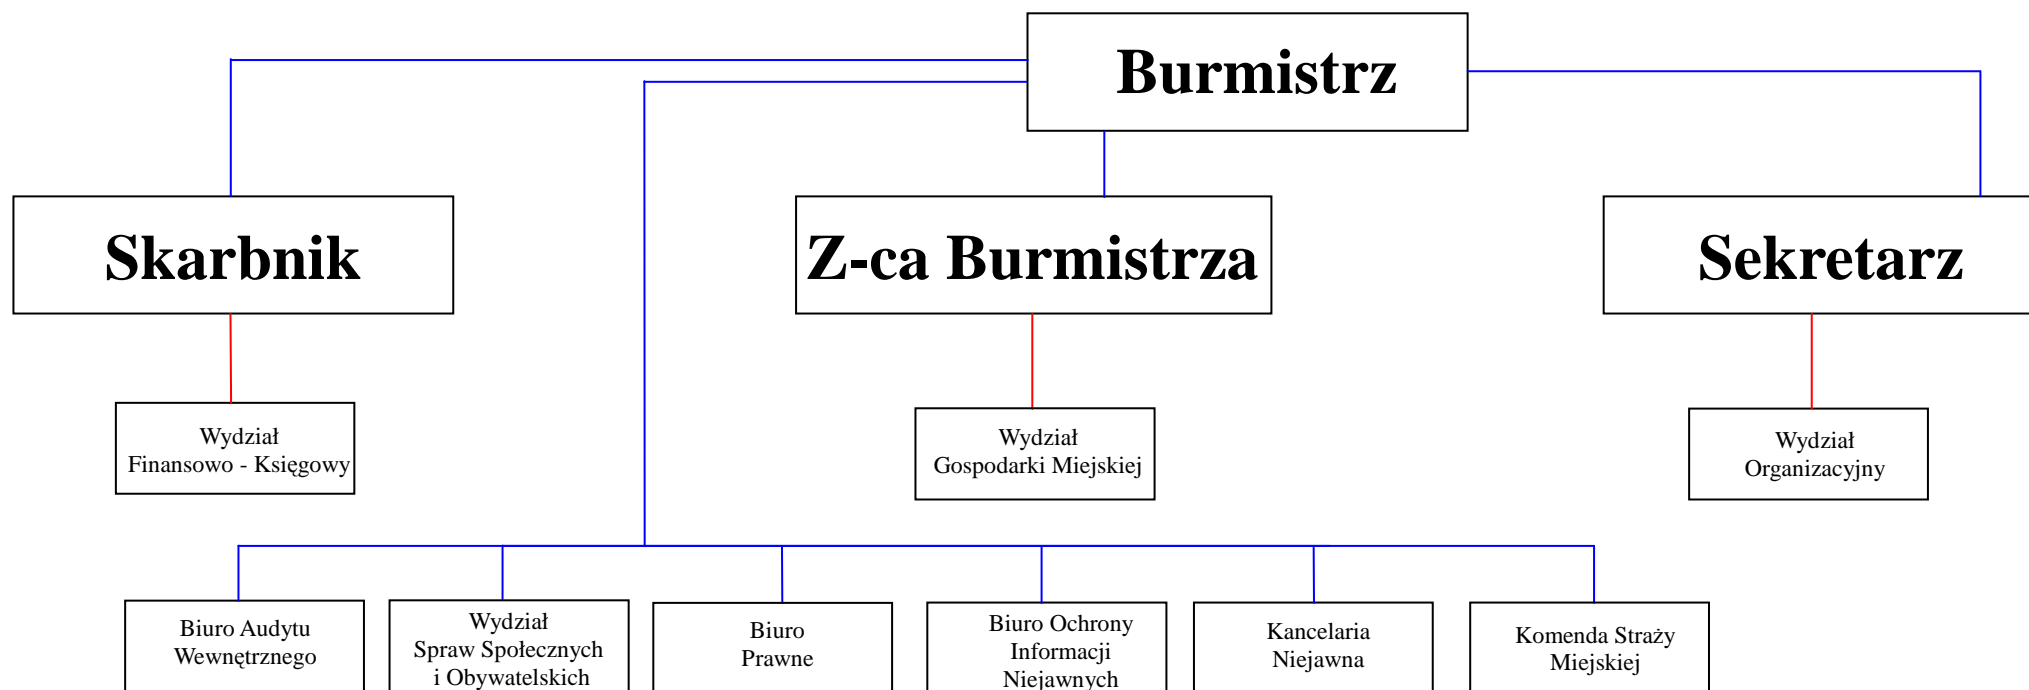 Burmistrz
Skarbnik
Z-ca Burmistrza
Sekretarz
Wydział
Finansowo - Księgowy
Wydział
Gospodarki Miejskiej
Wydział
Organizacyjny
Biuro Audytu
Wewnętrznego
Wydział
Spraw Społecznych
i Obywatelskich
Biuro
Prawne
Biuro Ochrony
Informacji
Niejawnych
Kancelaria
Niejawna
Komenda Straży
Miejskiej